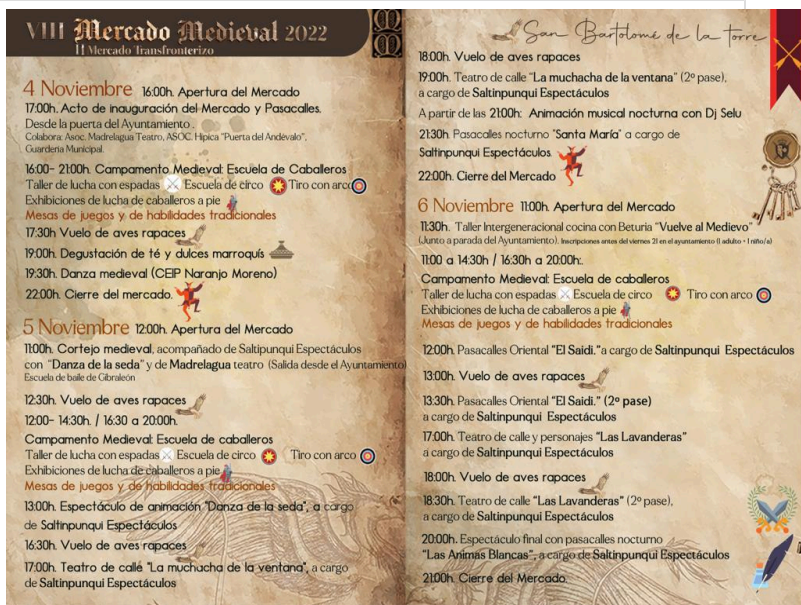 VIII Mercado Medieval 2022
II Mercado Transfronterizo
4 Noviembre 16:00h. Apertura del Mercado
17:00h. Acto de inauguración del Mercado y Pasacalles.
Desde la puerta del Ayuntamiento .
Colabora: Asoc. Madrelagua Teatro, ASOC. Hipica "Puerta del Andévalo",
Guarderia Municipal.
16:00- 21:00h. Campamento Medieval: Escuela de Caballeros
Taller de lucha con espadas Escuela de circo Tiro con arco
Exhibiciones de lucha de caballeros a pie
Mesas de juegos y de habilidades tradicionales
17:30h Vuelo de aves rapaces
19:00h. Degustación de té y dulces marroquís
19:30h. Danza medieval (CEIP Naranjo Moreno)
22:00h. Cierre del mercado.
5 Noviembre 12:00h. Apertura del Mercado
11:00h. Cortejo medieval, acompañado de Saltipunqui Espectáculos
con "Danza de la seda" y de Madrelagua teatro (Salida desde el Ayuntamiento)
Escuela de baile de Gibraleón
12:30h. Vuelo de aves rapaces
12:00- 14:30h. / 16:30 a 20:00h.
Campamento Medieval: Escuela de caballeros
Taller de lucha con espadas Escuela de circo Tiro con arco
Exhibiciones de lucha de caballeros a pie
Mesas de juegos y de habilidades tradicionales
13:00h. Espectáculo de animación "Danza de la seda", a cargo
de Saltinpunqui Espectáculos
16:30h. Vuelo de aves rapaces
17:00h. Teatro de calle "La muchucha de la ventana", a cargo
de Saltinpunqui Espectáculos
San Bartolomé de la Torre
18:00h. Vuelo de aves rapaces
19:00h. Teatro de calle "La muchacha de la ventana" (2º pase),
a cargo de Saltinpunqui Espectáculos
A partir de las 21:00h: Animación musical nocturna con Dj Selu
21:30h Pasacalles nocturno "Santa María" a cargo de
Saltinpunqui Espectáculos
22:00h. Cierre del Mercado
6 Noviembre 11:00h. Apertura del Mercado
11:30h. Taller Intergeneracional cocina con Beturia "Vuelve al Medievo"
(Junto a parada del Ayuntamiento). Inscripciones antes del viernes 21 en el ayuntamiento (1 adulto + 1 niño/a)
11:00 a 14:30h / 16:30h a 20:00h:.
Campamento Medieval: Escuela de caballeros
Taller de lucha con espadas Escuela de circo Tiro con arco
Exhibiciones de lucha de caballeros a pie
Mesas de juegos y de habilidades tradicionales
12:00h. Pasacalles Oriental "El Saidi."a cargo de Saltinpunqui Espectáculos
13:00h. Vuelo de aves rapaces
13:30h. Pasacalles Oriental "El Saidi." (2º pase)
a cargo de Saltinpunqui Espectáculos
17:00h. Teatro de calle y personajes "Las Lavanderas"
a cargo de Saltinpunqui Espectáculos
18:00h. Vuelo de aves rapaces
18:30h. Teatro de calle "Las Lavanderas" (2º pase),
a cargo de Saltinpunqui Espectáculos
20:00h. Espectáculo final con pasacalles nocturno
"Las Animas Blancas", a cargo de Saltinpunqui Espectáculos
21:00h. Cierre del Mercado.